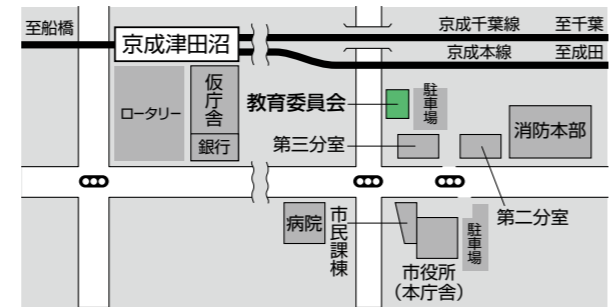 至船橋
京成津田沼
京成千葉線
至千葉
京成本線
至成田
ロータリー
仮庁舎
銀行
教育委員会
駐車場
第三分室
消防本部
第二分室
病院
市民課棟
駐車場
市役所
（本庁舎）